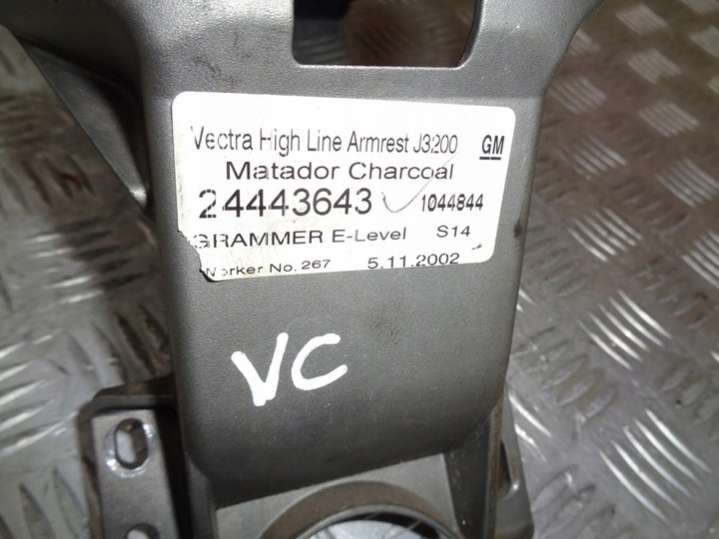 Vectra High Line Armrest J3200 GM
Matador Charcoal
24443643 1044844
GRAMMER E-Level S14
Worker No. 267 5.11.2002
VC